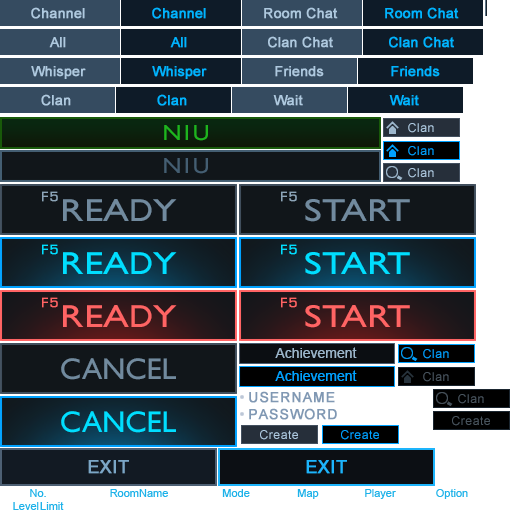 Channel Channel Room Chat Room Chat
All All Clan Chat Clan Chat
Whisper Whisper Friends Friends
Clan Clan Wait Wait
NIU Clan
Clan
NIU Clan
F5 READY F5 START
F5 READY F5 START
F5 READY F5 START
CANCEL Achievement Clan
Achievement Clan
• USERNAME Clan
• PASSWORD Create
CANCEL Create Create
EXIT EXIT
No. RoomName Mode Map Player Option
LevelLimit